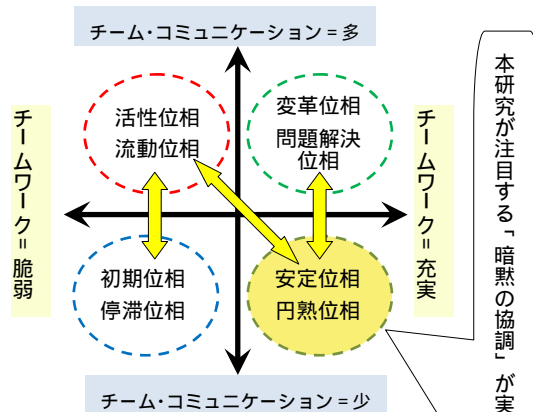 チーム・コミュニケーション = 多
活性位相
流動位相
変革位相
問題解決
位相
チームワーク = 脆弱
チームワーク = 充実
初期位相
停滞位相
安定位相
円熟位相
チーム・コミュニケーション = 少
本研究が注目する「暗黙の協調」が実